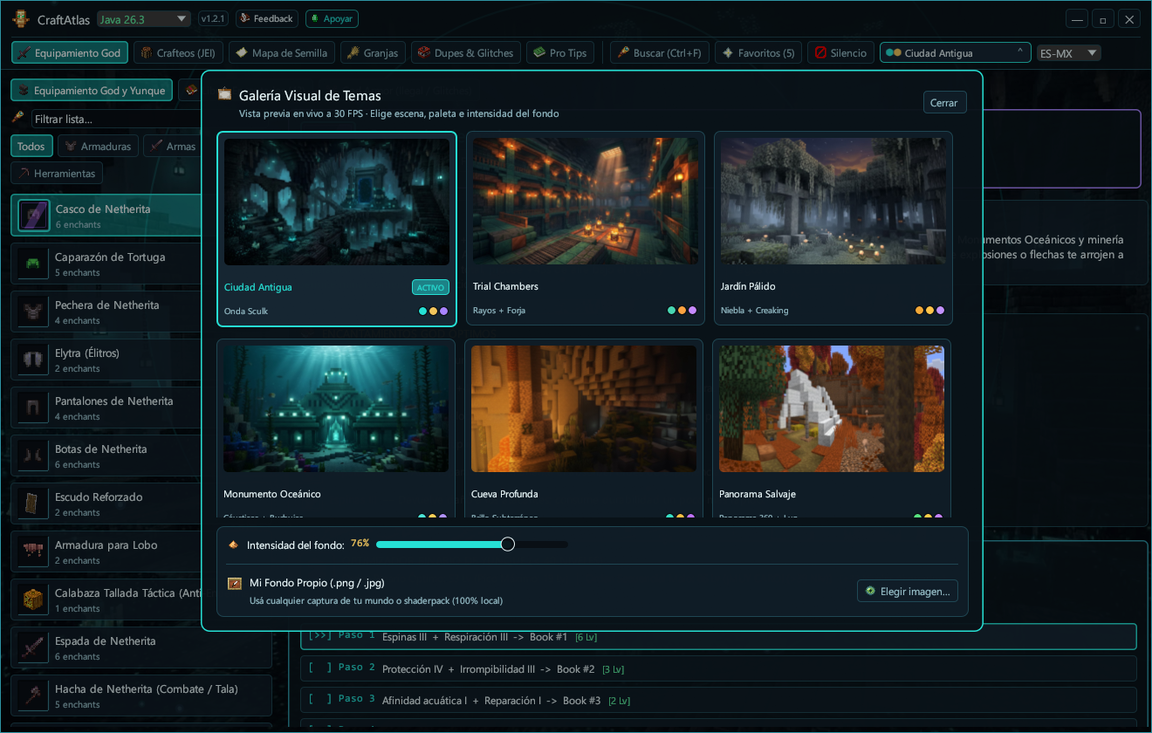 CraftAtlas Java 26.3 v1.2.1 Feedback Apoyar
Equipamiento God Crafteos (JEI) Mapa de Semilla Granjas Dupes & Glitches Pro Tips Buscar (Ctrl+F) Favoritos (5) Silencio Ciudad Antigua ES-MX
Equipamiento God y Yunque
Filtrar lista...
Todos Armaduras Armas
Herramientas
Casco de Netherita
6 enchants
Caparazón de Tortuga
5 enchants
Pechera de Netherita
4 enchants
Elytra (Élitros)
2 enchants
Pantalones de Netherita
4 enchants
Botas de Netherita
6 enchants
Escudo Reforzado
2 enchants
Armadura para Lobo
2 enchants
Calabaza Tallada Táctica (Anti
1 enchants
Espada de Netherita
6 enchants
Hacha de Netherita (Combate / Tala)
5 enchants
Galería Visual de Temas
Vista previa en vivo a 30 FPS · Elige escena, paleta e intensidad del fondo
Cerrar
Ciudad Antigua ACTIVO
Onda Sculk
Trial Chambers
Rayos + Forja
Jardín Pálido
Niebla + Creaking
Monumento Oceánico
Cueva Profunda
Panorama Salvaje
Intensidad del fondo: 76%
Mi Fondo Propio (.png / .jpg)
Usá cualquier captura de tu mundo o shaderpack (100% local)
Elegir imagen...
Oceánicos y minería
o flechas te arrojen a
[>>] Paso 1 Espinas III + Respiración III -> Book #1 [6 Lv]
[ ] Paso 2 Protección IV + Irrompibilidad III -> Book #2 [3 Lv]
[ ] Paso 3 Afinidad acuática I + Reparación I -> Book #3 [2 Lv]